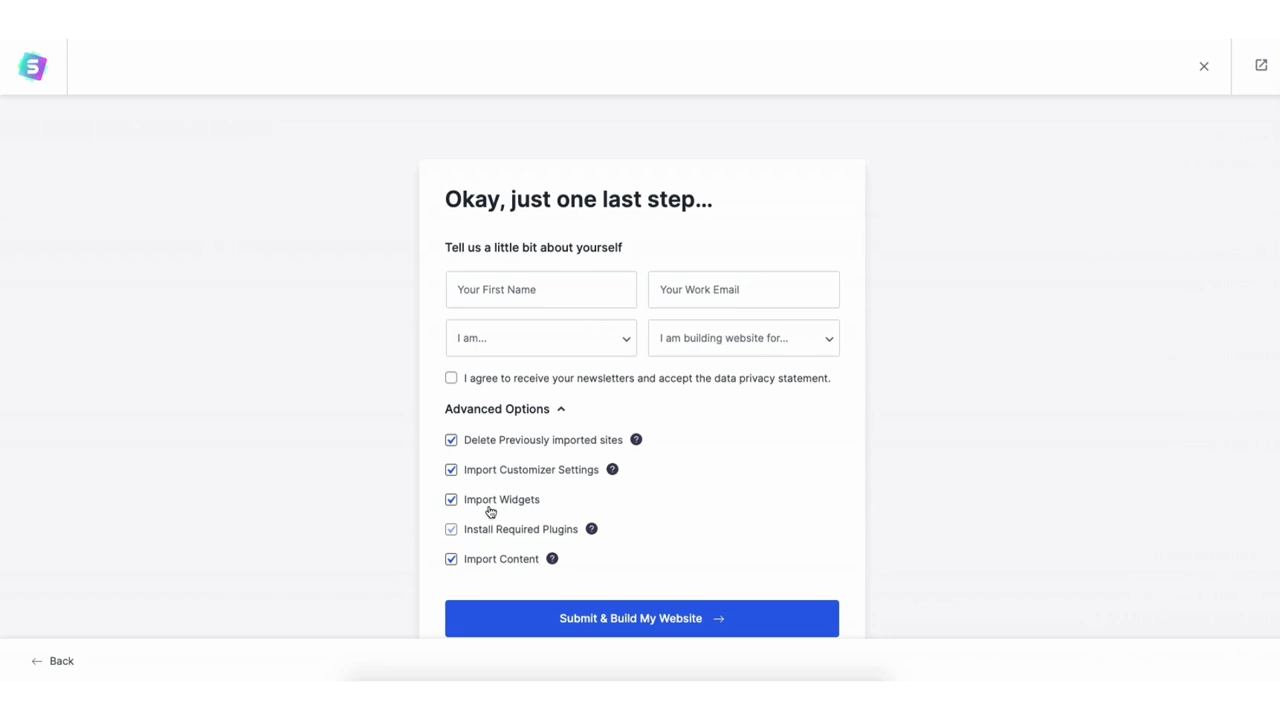 S
Okay, just one last step...
Tell us a little bit about yourself
Your First Name
Your Work Email
I am...
I am building website for...
I agree to receive your newsletters and accept the data privacy statement.
Advanced Options
Delete Previously imported sites ?
Import Customizer Settings ?
Import Widgets
Install Required Plugins ?
Import Content ?
Submit & Build My Website →
← Back